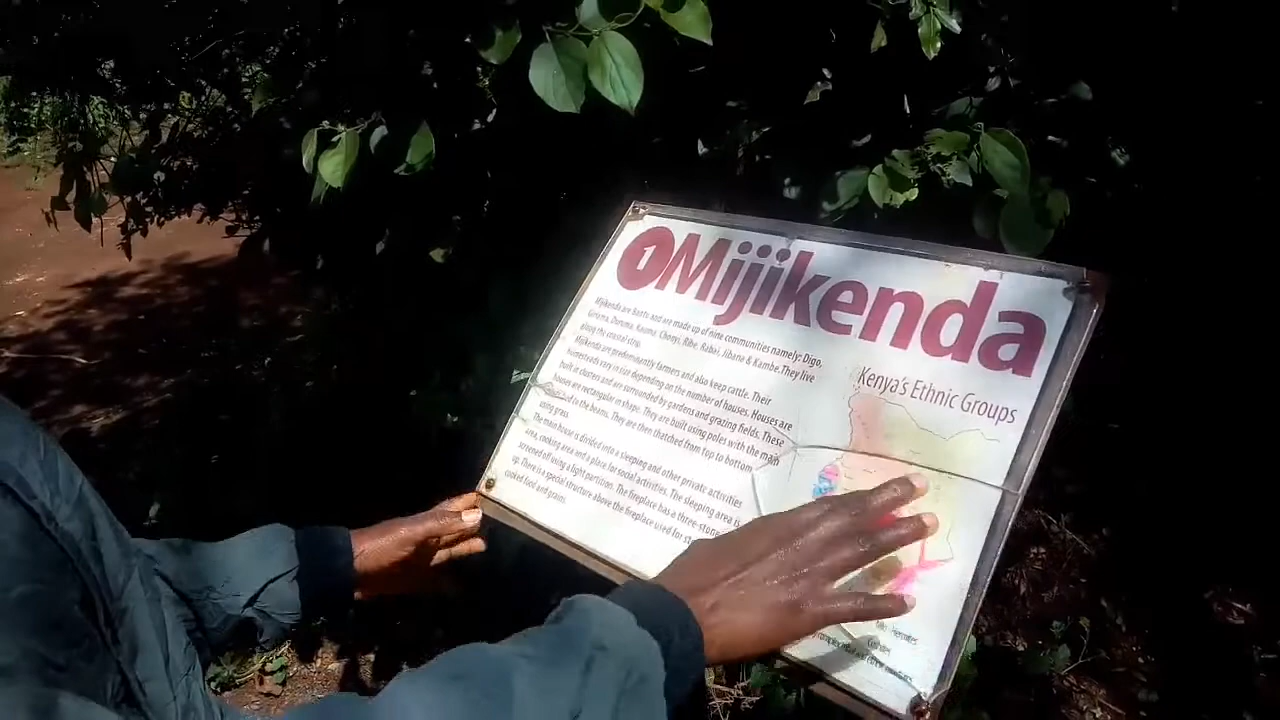 1 Mijikenda
Mijikenda are Bantu and are made up of nine communities namely; Digo,
Giriama, Duruma, Kauma, Chonyi, Ribe, Rabai, Jibana & Kambe. They live
along the coastal strip.
Mijikenda are predominantly farmers and also keep cattle. Their
homesteads vary in size depending on the number of houses. Houses are
built in clusters and are surrounded by gardens and grazing fields. These
houses are rectangular in shape. They are built using poles with the main
to the beams. They are then thatched from top to bottom
using grass.
The main house is divided into a sleeping and other private activities
area, cooking area and a place for social activities. The sleeping area is
screened off using a light partition. The fireplace has a three-stone
up. There is a special structure above the fireplace used for
cooked food and grains.
Kenya's Ethnic Groups